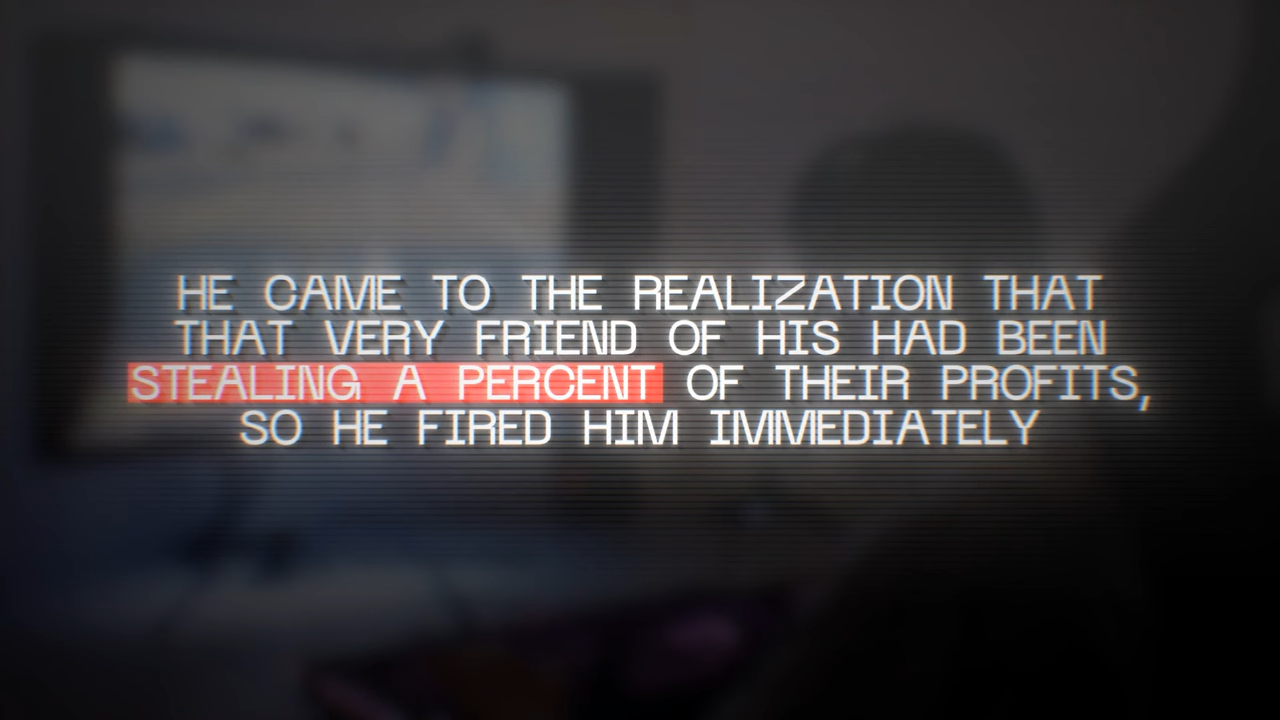 HE CAME TO THE REALIZATION THAT
THAT VERY FRIEND OF HIS HAD BEEN
STEALING A PERCENT OF THEIR PROFITS,
SO HE FIRED HIM IMMEDIATELY